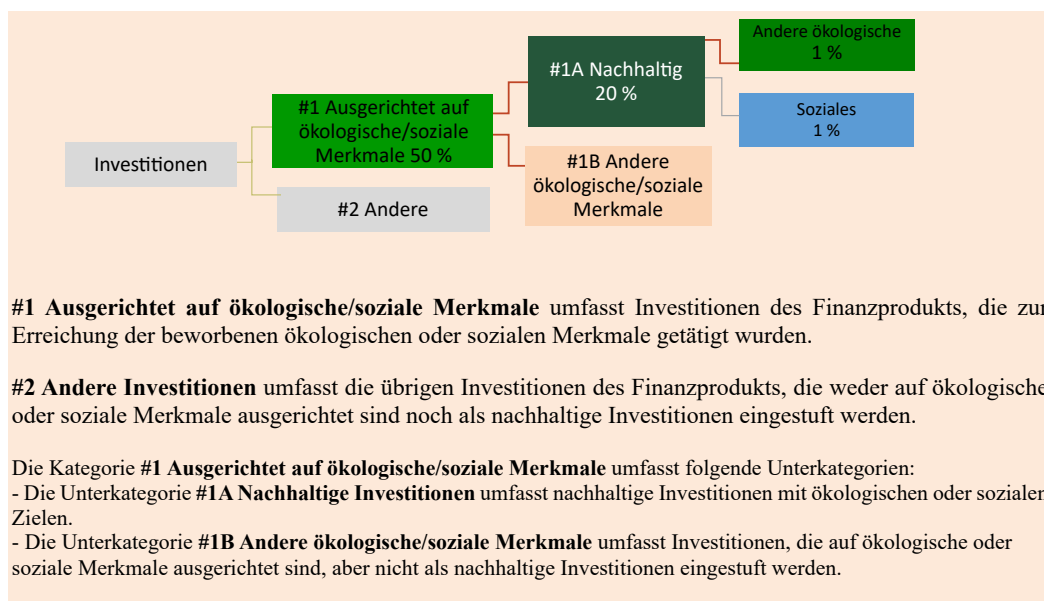 Andere ökologische
1 %
#1A Nachhaltig
20 %
Soziales
1 %
#1 Ausgerichtet auf
ökologische/soziale
Merkmale 50 %
Investitionen
#1B Andere
ökologische/soziale
Merkmale
#2 Andere
#1 Ausgerichtet auf ökologische/soziale Merkmale umfasst Investitionen des Finanzprodukts, die zur
Erreichung der beworbenen ökologischen oder sozialen Merkmale getätigt wurden.
#2 Andere Investitionen umfasst die übrigen Investitionen des Finanzprodukts, die weder auf ökologische
oder soziale Merkmale ausgerichtet sind noch als nachhaltige Investitionen eingestuft werden.
Die Kategorie #1 Ausgerichtet auf ökologische/soziale Merkmale umfasst folgende Unterkategorien:
- Die Unterkategorie #1A Nachhaltige Investitionen umfasst nachhaltige Investitionen mit ökologischen oder sozialen
Zielen.
- Die Unterkategorie #1B Andere ökologische/soziale Merkmale umfasst Investitionen, die auf ökologische oder
soziale Merkmale ausgerichtet sind, aber nicht als nachhaltige Investitionen eingestuft werden.